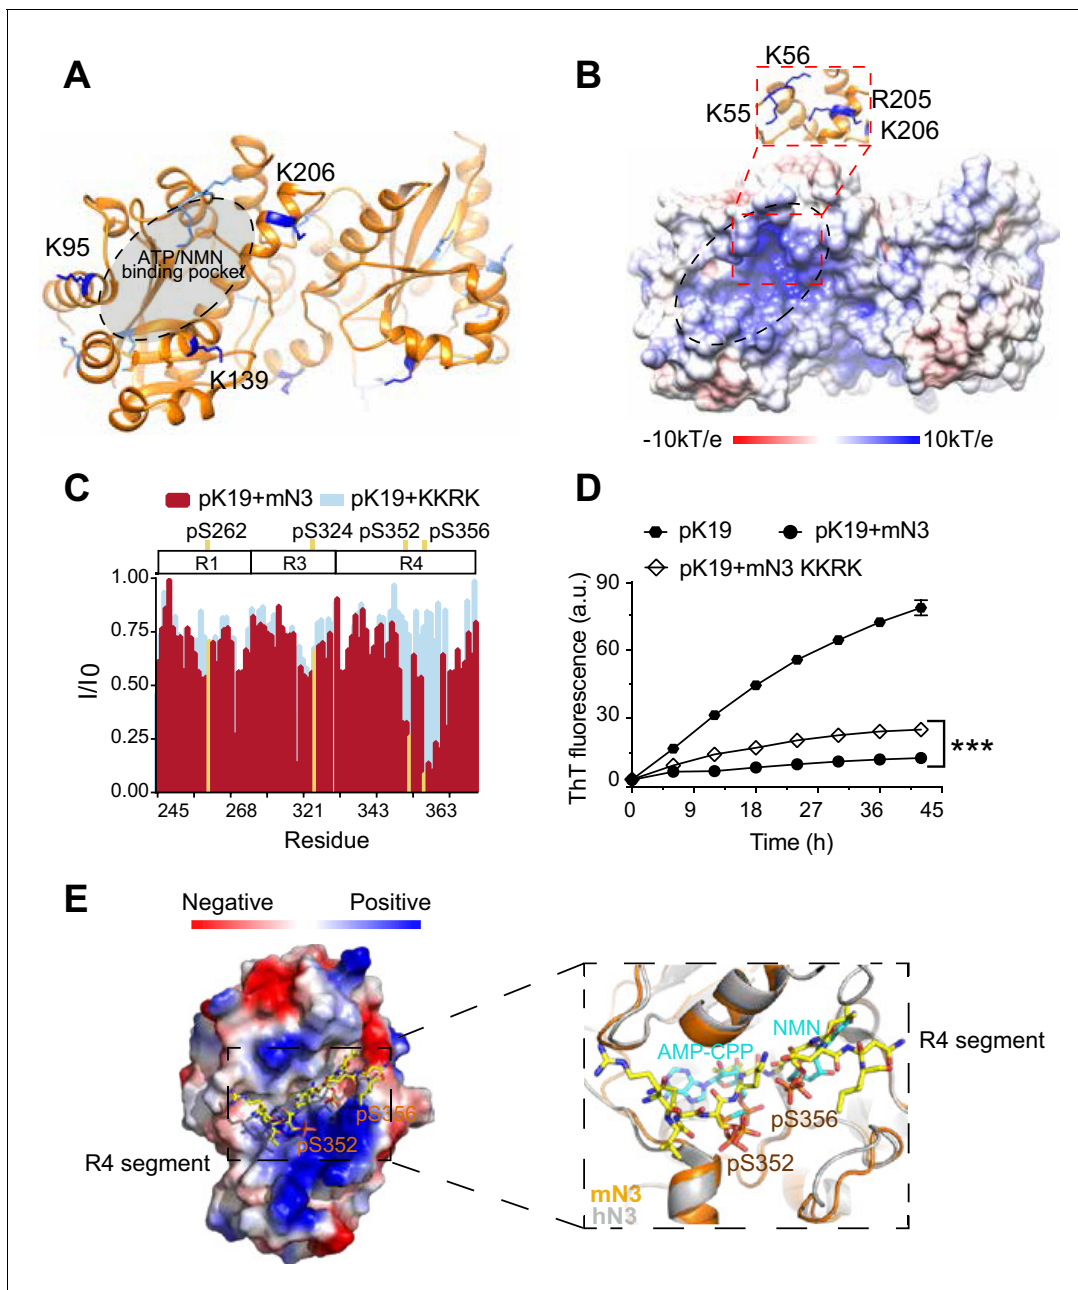 A
K206
K95
ATP/NMN
binding pocket
K139
B
K56
K55
R205
K206
-10kT/e
10kT/e
C
pK19+mN3
pK19+KKRK
pS262
pS324
pS352
pS356
R1
R3
R4
1.00
0.75
0.50
0.25
0.00
I/I0
245
268
321
343
363
Residue
D
pK19
pK19+mN3
pK19+mN3 KKRK
90
60
30
0
ThT fluorescence (a.u.)
***
0
9
18
27
36
45
Time (h)
E
Negative
Positive
pS356
pS352
R4 segment
NMN
AMP-CPP
R4 segment
pS356
pS352
mN3
hN3